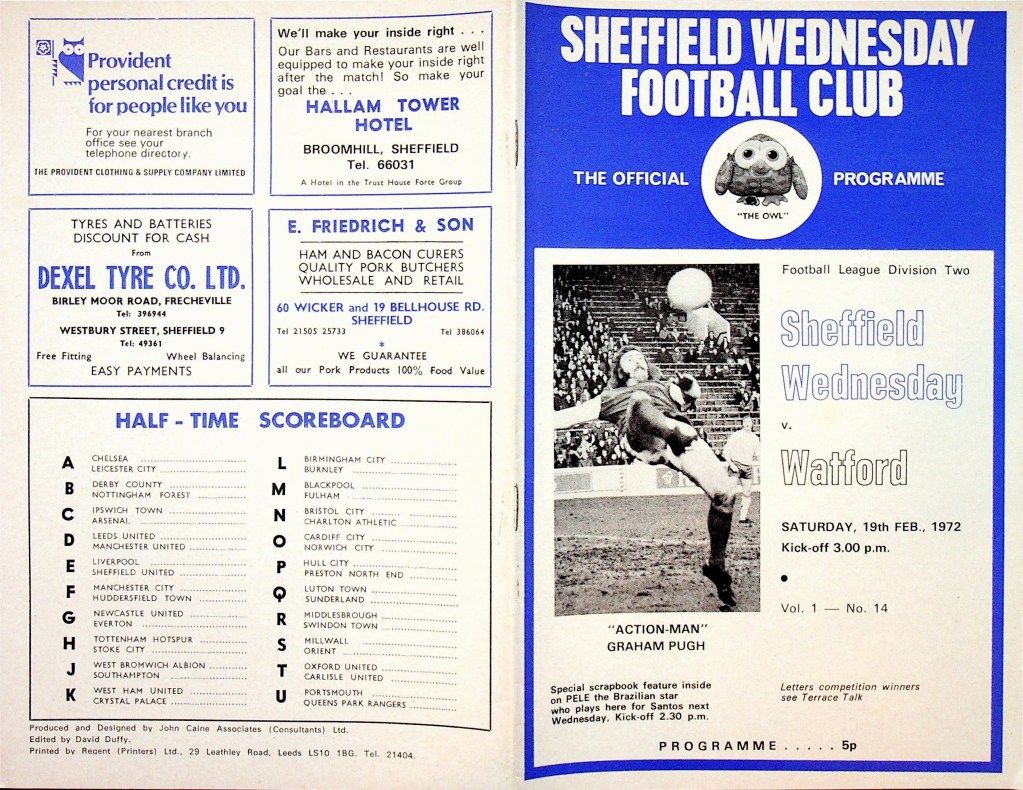 Provident
personal credit is
for people like you
For your nearest branch
office see your
telephone directory.
THE PROVIDENT CLOTHING & SUPPLY COMPANY LIMITED
We'll make your inside right . . .
Our Bars and Restaurants are well
equipped to make your inside right
after the match! So make your
goal the . . .
HALLAM TOWER
HOTEL
BROOMHILL, SHEFFIELD
Tel. 66031
A Hotel in the Trust House Forte Group
TYRES AND BATTERIES
DISCOUNT FOR CASH
From
DEXEL TYRE CO. LTD.
BIRLEY MOOR ROAD, FRECHEVILLE
Tel: 396944
WESTBURY STREET, SHEFFIELD 9
Tel: 49361
Free Fitting Wheel Balancing
EASY PAYMENTS
E. FRIEDRICH & SON
HAM AND BACON CURERS
QUALITY PORK BUTCHERS
WHOLESALE AND RETAIL
60 WICKER and 19 BELLHOUSE RD.
SHEFFIELD
Tel 21505 25733 Tel 386064
*
WE GUARANTEE
all our Pork Products 100% Food Value
HALF - TIME SCOREBOARD
A CHELSEA ....................
LEICESTER CITY ....................
B DERBY COUNTY ....................
NOTTINGHAM FOREST ....................
C IPSWICH TOWN ....................
ARSENAL ....................
D LEEDS UNITED ....................
MANCHESTER UNITED ....................
E LIVERPOOL ....................
SHEFFIELD UNITED ....................
F MANCHESTER CITY ....................
HUDDERSFIELD TOWN ....................
G NEWCASTLE UNITED ....................
EVERTON ....................
H TOTTENHAM HOTSPUR ....................
STOKE CITY ....................
J WEST BROMWICH ALBION ....................
SOUTHAMPTON ....................
K WEST HAM UNITED ....................
CRYSTAL PALACE ....................
L BIRMINGHAM CITY ....................
BURNLEY ....................
M BLACKPOOL ....................
FULHAM ....................
N BRISTOL CITY ....................
CHARLTON ATHLETIC ....................
O CARDIFF CITY ....................
NORWICH CITY ....................
P HULL CITY ....................
PRESTON NORTH END ....................
Q LUTON TOWN ....................
SUNDERLAND ....................
R MIDDLESBROUGH ....................
SWINDON TOWN ....................
S MILLWALL ....................
ORIENT ....................
T OXFORD UNITED ....................
CARLISLE UNITED ....................
U PORTSMOUTH ....................
QUEENS PARK RANGERS ....................
Produced and Designed by John Caine Associates (Consultants) Ltd.
Edited by David Duffy.
Printed by Regent (Printers) Ltd., 29 Leathley Road, Leeds LS10 1BG. Tel. 21404.
SHEFFIELD WEDNESDAY
FOOTBALL CLUB
THE OFFICIAL PROGRAMME
"THE OWL"
Football League Division Two
Sheffield
Wednesday
v.
Watford
SATURDAY, 19th FEB., 1972
Kick-off 3.00 p.m.
●
Vol. 1 — No. 14
"ACTION-MAN"
GRAHAM PUGH
Special scrapbook feature inside
on PELE the Brazilian star
who plays here for Santos next
Wednesday, Kick-off 2.30 p.m.
Letters competition winners
see Terrace Talk
PROGRAMME . . . . . 5p